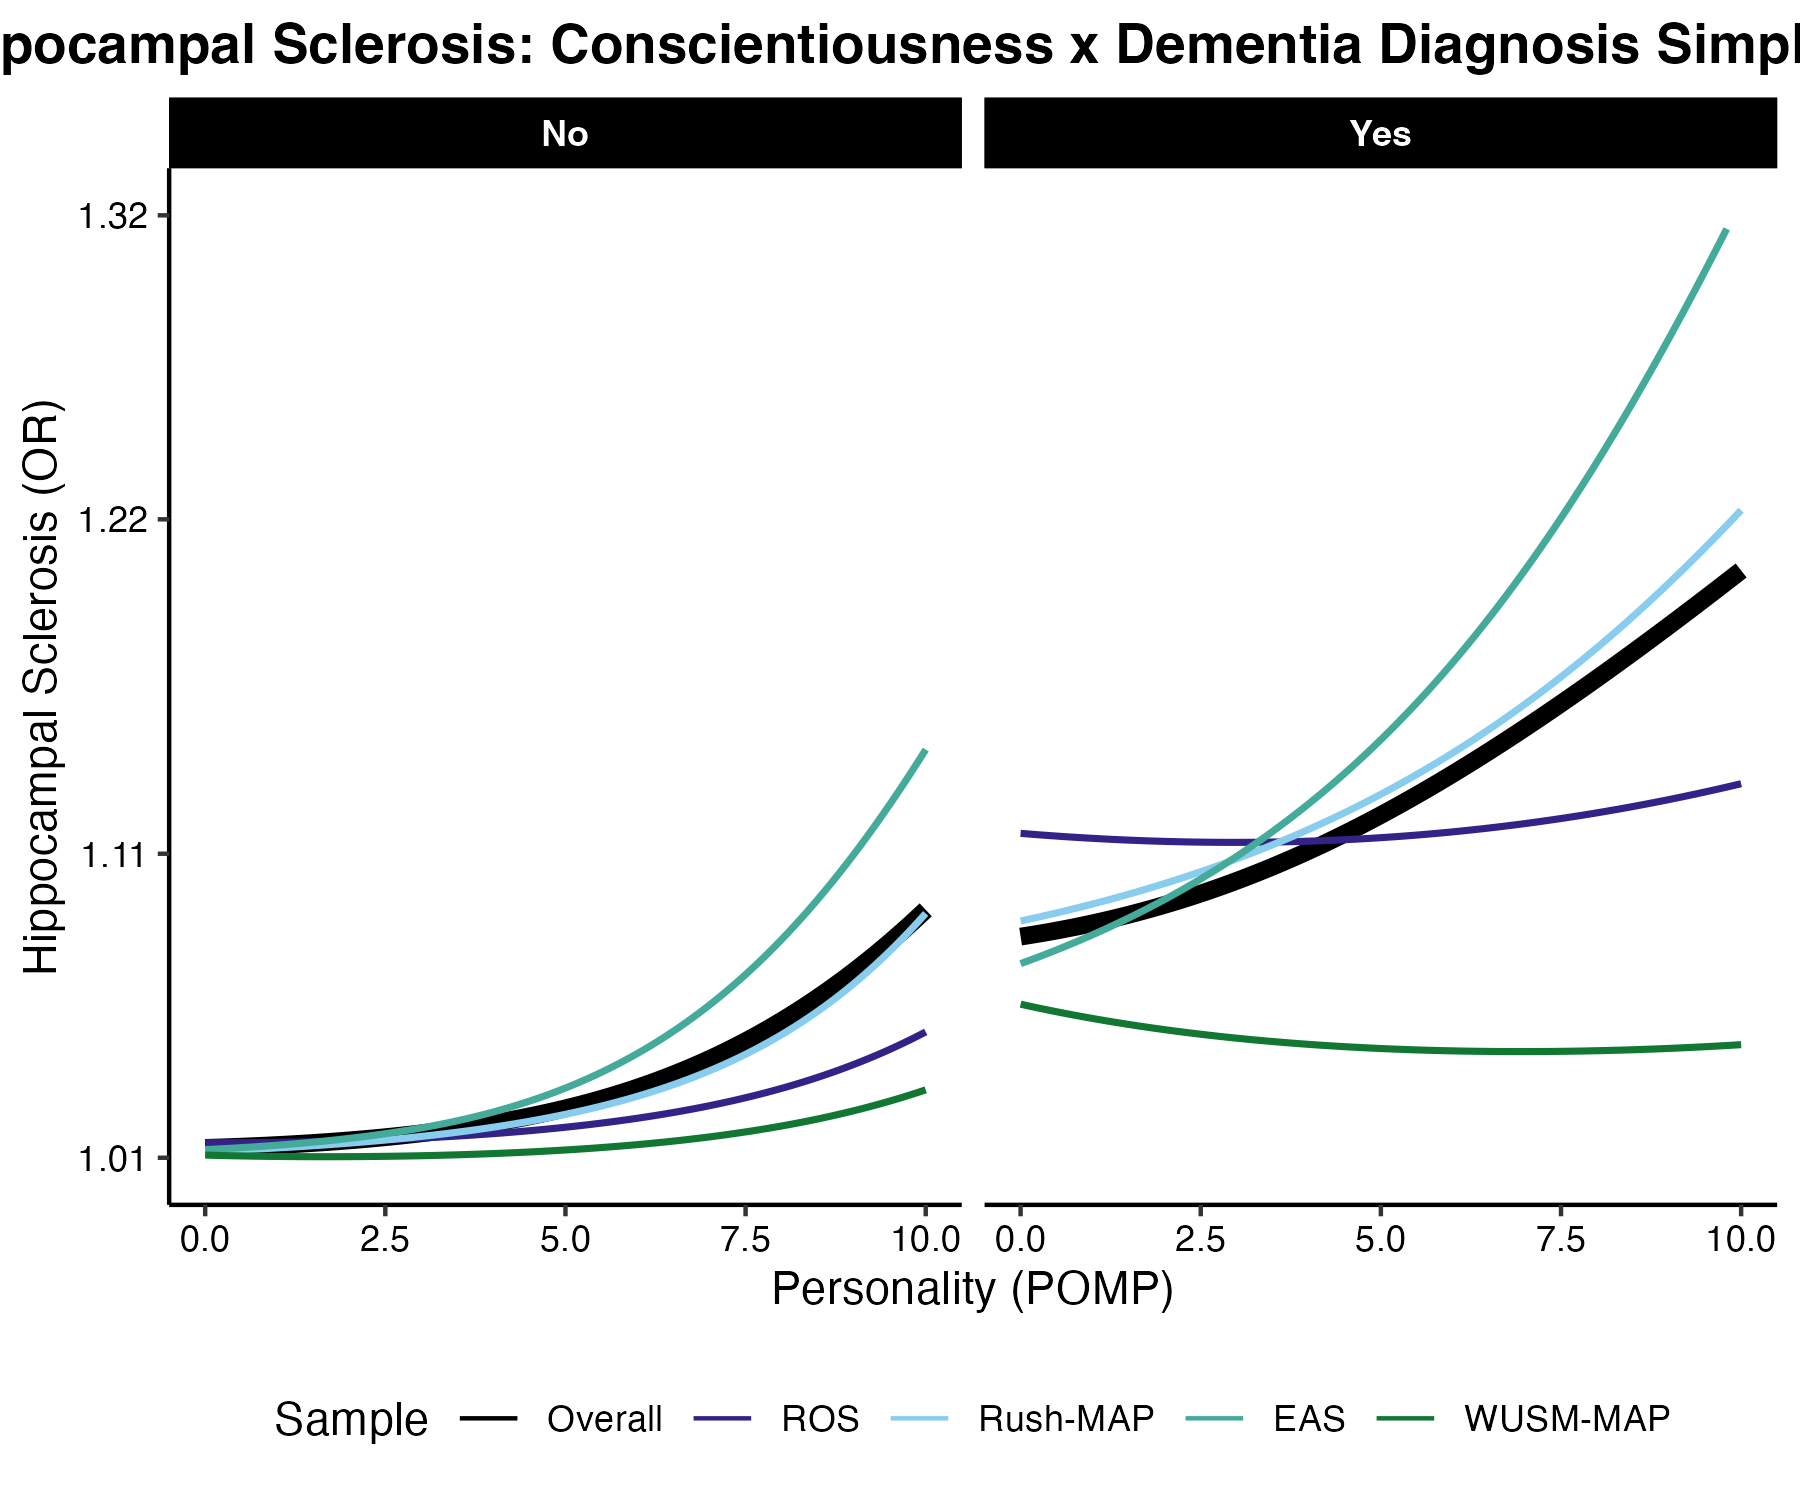 pocampal Sclerosis: Conscientiousness x Dementia Diagnosis Simpl
No Yes
Hippocampal Sclerosis (OR)
1.32
1.22
1.11
1.01
0.0 2.5 5.0 7.5 10.0 0.0 2.5 5.0 7.5 10.0
Personality (POMP)
Sample Overall ROS Rush-MAP EAS WUSM-MAP